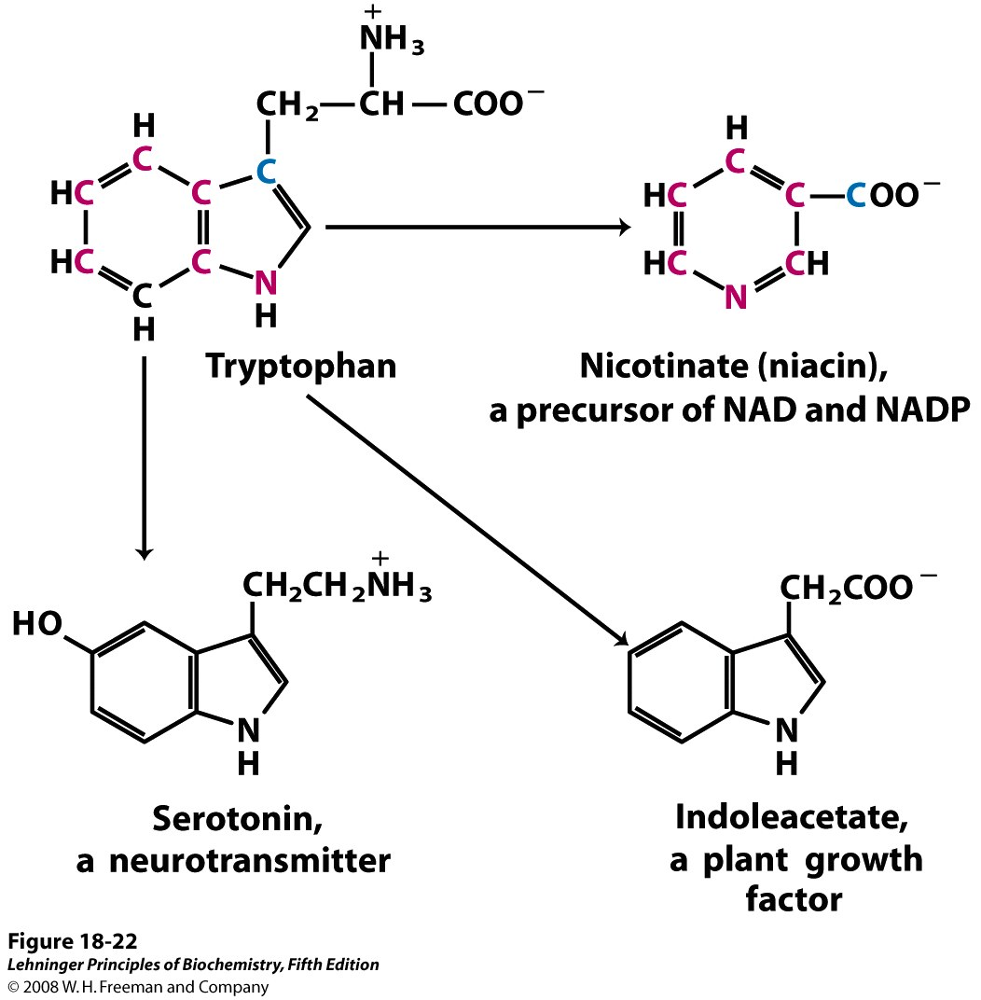 +
NH3
CH2—CH—COO−
H
C
HC
C
C
HC
C
C
N
H
H
Tryptophan
H
C
HC
C—COO−
HC
CH
N
Nicotinate (niacin),
a precursor of NAD and NADP
+
CH2CH2NH3
HO
N
H
Serotonin,
a neurotransmitter
CH2COO−
N
H
Indoleacetate,
a plant growth
factor
Figure 18-22
Lehninger Principles of Biochemistry, Fifth Edition
© 2008 W. H. Freeman and Company